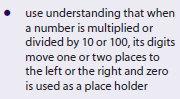 • use understanding that when
a number is multiplied or
divided by 10 or 100, its digits
move one or two places to
the left or the right and zero
is used as a place holder